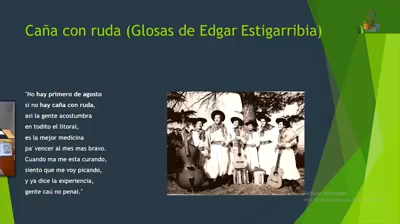 Caña con ruda (Glosas de Edgar Estigarribia)
"No hay primero de agosto
si no hay caña con ruda,
asi la gente acostumbra
en todito el litoral,
es la mejor medicina
pa' vencer al mes mas bravo.
Cuando ma me esta curando,
siento que me voy picando,
y ya dice la experiencia,
gente caú no penai."